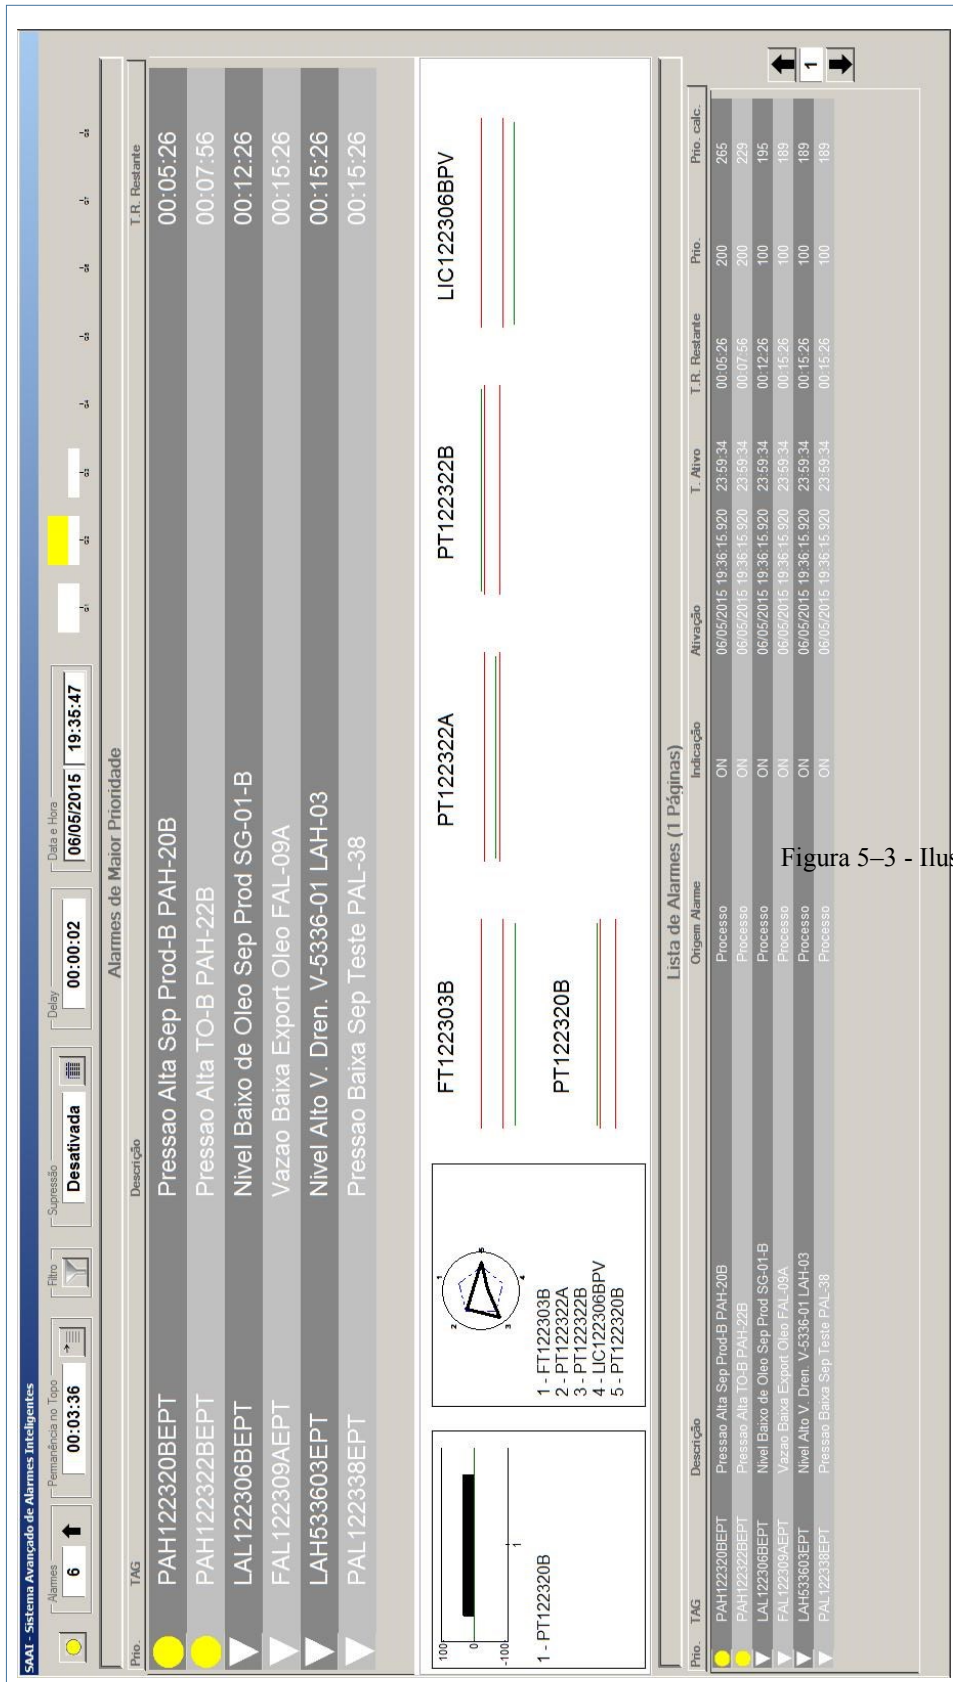 SAAI - Sistema Avançado de Alarmes Inteligentes
Alarmes Permanência no Topo Filtro Supressão Delay Data e Hora
6 00:03:36 Desativada 00:00:02 06/05/2015 19:35:47
G1 G2 G3 G4 G5 G6 G7 G8
Alarmes de Maior Prioridade
Prio. TAG Descrição T.R. Restante
PAH122320BEPT Pressao Alta Sep Prod-B PAH-20B 00:05:26
PAH122322BEPT Pressao Alta TO-B PAH-22B 00:07:56
LAL122306BEPT Nivel Baixo de Oleo Sep Prod SG-01-B 00:12:26
FAL122309AEPT Vazao Baixa Export Oleo FAL-09A 00:15:26
LAH533603EPT Nivel Alto V. Dren. V-5336-01 LAH-03 00:15:26
PAL122338EPT Pressao Baixa Sep Teste PAL-38 00:15:26
100
0
-100
1
1 - PT122320B
1
2
3
4
5
1 - FT122303B
2 - PT122322A
3 - PT122322B
4 - LIC122306BPV
5 - PT122320B
FT122303B PT122322A PT122322B LIC122306BPV
PT122320B
Lista de Alarmes (1 Páginas)
Prio. TAG Descrição Origem Alarme Indicação Ativação T. Ativo T.R. Restante Prio. Prio. calc.
PAH122320BEPT Pressao Alta Sep Prod-B PAH-20B Processo ON 06/05/2015 19:36:15.920 23:59:34 00:05:26 200 265
PAH122322BEPT Pressao Alta TO-B PAH-22B Processo ON 06/05/2015 19:36:15.920 23:59:34 00:07:56 200 229
LAL122306BEPT Nivel Baixo de Oleo Sep Prod SG-01-B Processo ON 06/05/2015 19:36:15.920 23:59:34 00:12:26 100 195
FAL122309AEPT Vazao Baixa Export Oleo FAL-09A Processo ON 06/05/2015 19:36:15.920 23:59:34 00:15:26 100 189
LAH533603EPT Nivel Alto V. Dren. V-5336-01 LAH-03 Processo ON 06/05/2015 19:36:15.920 23:59:34 00:15:26 100 189
PAL122338EPT Pressao Baixa Sep Teste PAL-38 Processo ON 06/05/2015 19:36:15.920 23:59:34 00:15:26 100 189
1
Figura 5–3 - Ilus